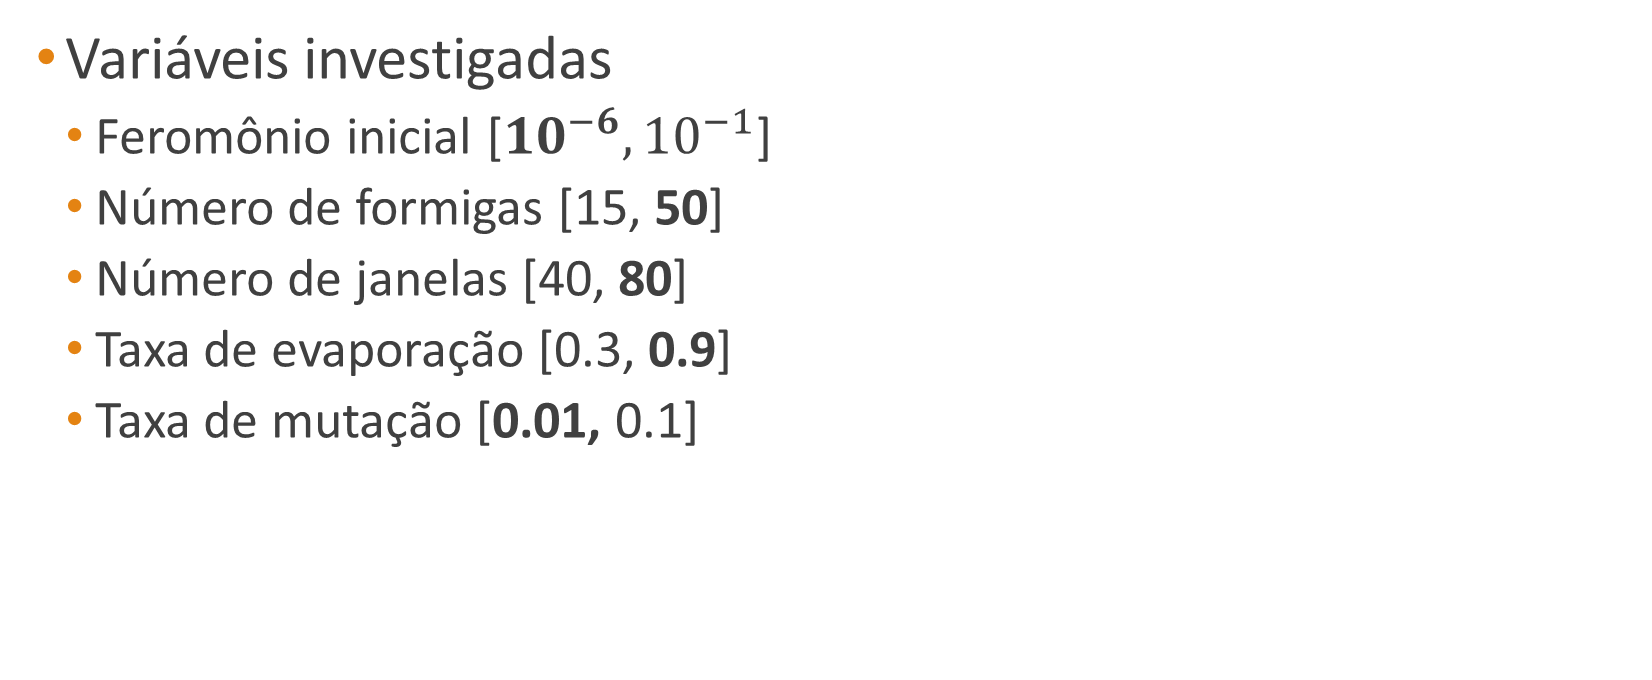 • Variáveis investigadas
• Feromônio inicial [10⁻⁶, 10⁻¹]
• Número de formigas [15, 50]
• Número de janelas [40, 80]
• Taxa de evaporação [0.3, 0.9]
• Taxa de mutação [0.01, 0.1]